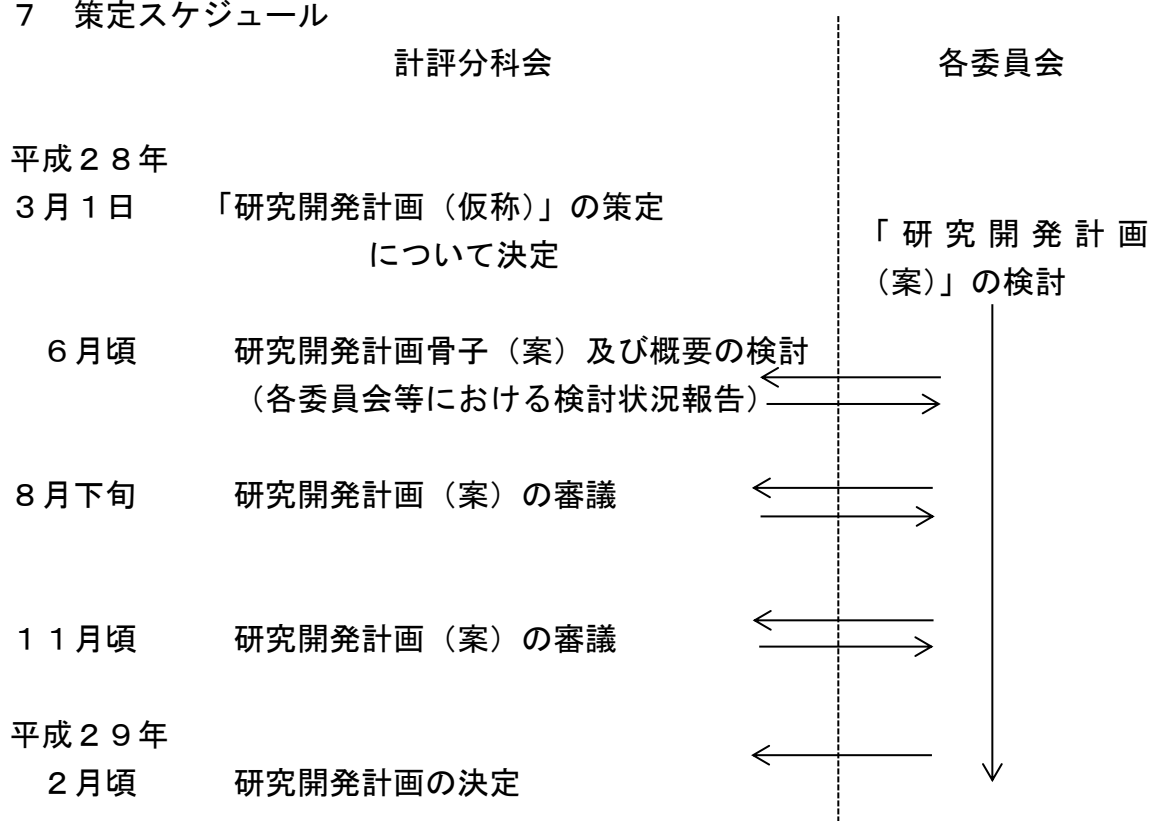 ７　策定スケジュール
計評分科会　各委員会
平成２８年
３月１日　「研究開発計画（仮称）」の策定
について決定
「研究開発計画
（案）」の検討
６月頃　研究開発計画骨子（案）及び概要の検討
（各委員会等における検討状況報告）
８月下旬　研究開発計画（案）の審議
１１月頃　研究開発計画（案）の審議
平成２９年
２月頃　研究開発計画の決定